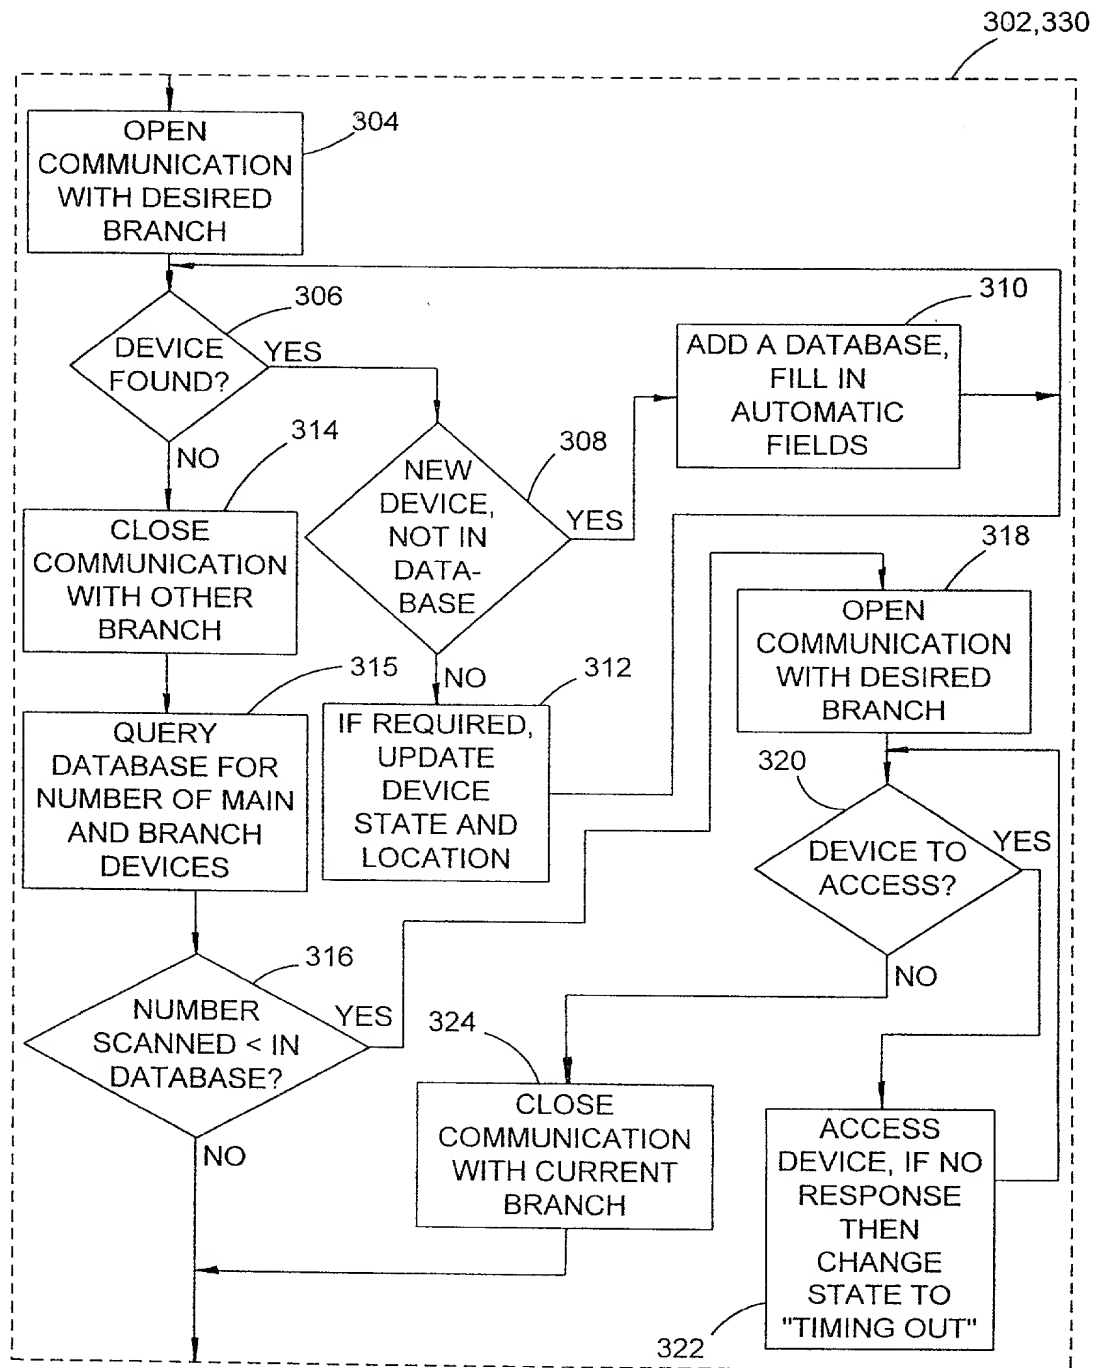 302,330
304
OPEN
COMMUNICATION
WITH DESIRED
BRANCH
306
DEVICE
FOUND?
YES
NO
310
ADD A DATABASE,
FILL IN
AUTOMATIC
FIELDS
308
NEW
DEVICE,
NOT IN
DATA-
BASE
YES
NO
314
CLOSE
COMMUNICATION
WITH OTHER
BRANCH
312
IF REQUIRED,
UPDATE
DEVICE
STATE AND
LOCATION
315
QUERY
DATABASE FOR
NUMBER OF MAIN
AND BRANCH
DEVICES
316
NUMBER
SCANNED < IN
DATABASE?
YES
NO
318
OPEN
COMMUNICATION
WITH DESIRED
BRANCH
320
DEVICE TO
ACCESS?
YES
NO
324
CLOSE
COMMUNICATION
WITH CURRENT
BRANCH
322
ACCESS
DEVICE, IF NO
RESPONSE
THEN
CHANGE
STATE TO
"TIMING OUT"